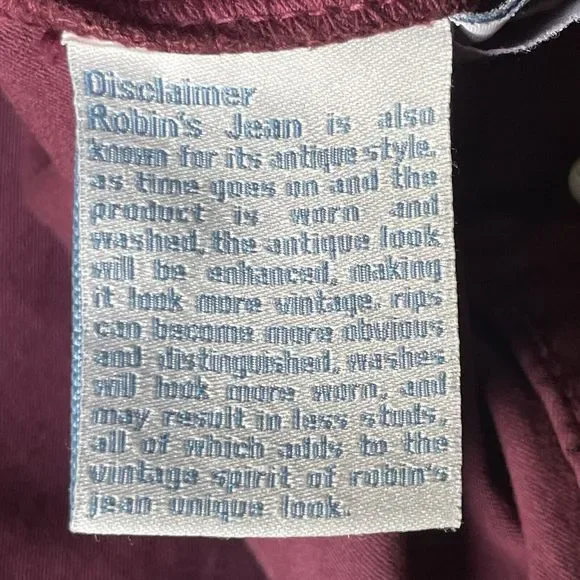 Disclaimer
Robin's Jean is also
known for its antique style.
as time goes on and the
product is worn and
washed, the antique look
will be enhanced, making
it look more vintage. rips
can become more obvious
and distinguished, washes
will look more worn, and
may result in less studs,
all of which adds to the
vintage spirit of robin's
jean unique look.